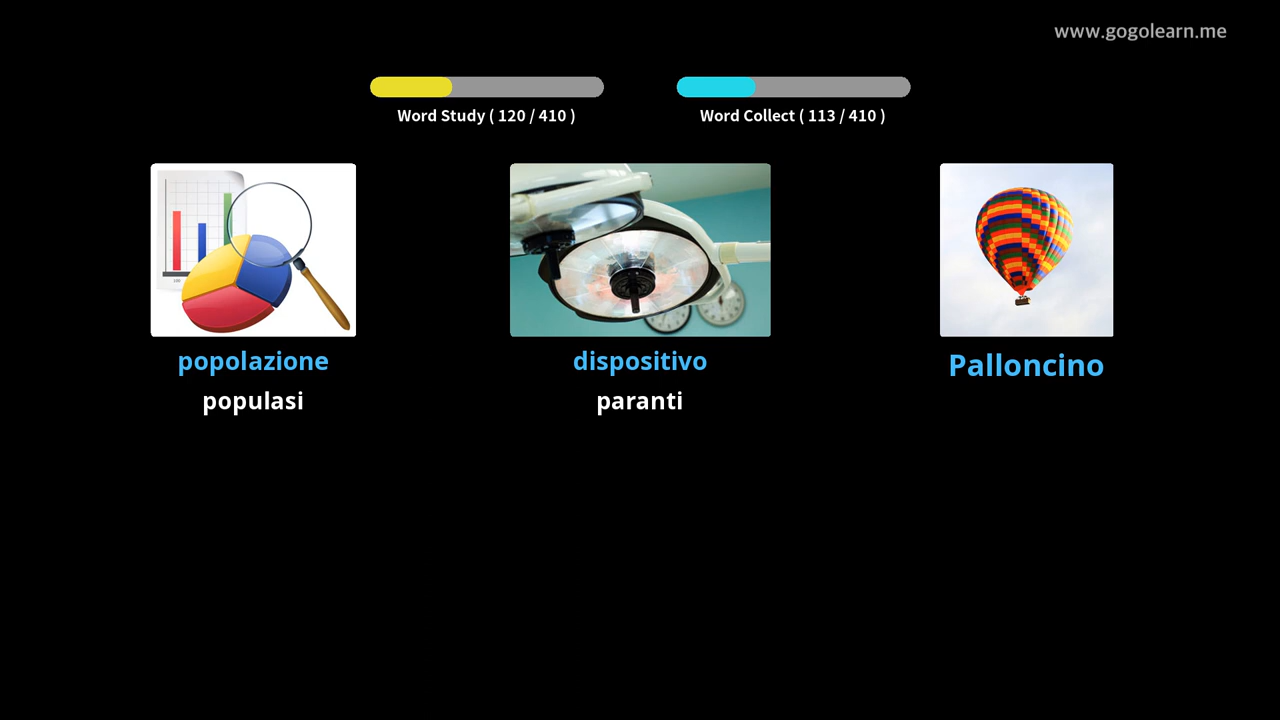 www.gogolearn.me
Word Study ( 120 / 410 )
Word Collect ( 113 / 410 )
popolazione
populasi
dispositivo
paranti
Palloncino